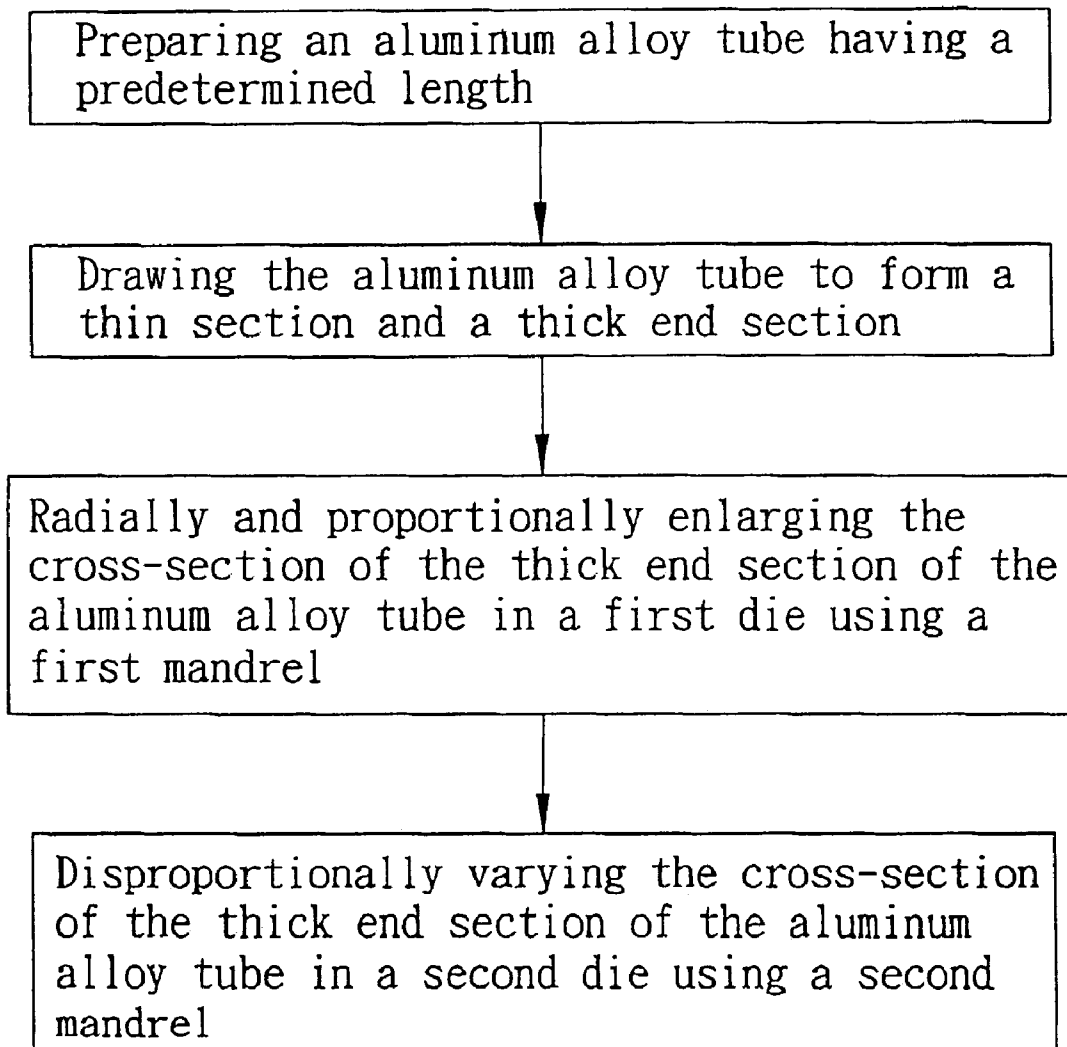 Preparing an aluminum alloy tube having a
predetermined length
Drawing the aluminum alloy tube to form a
thin section and a thick end section
Radially and proportionally enlarging the
cross-section of the thick end section of the
aluminum alloy tube in a first die using a
first mandrel
Disproportionally varying the cross-section
of the thick end section of the aluminum
alloy tube in a second die using a second
mandrel